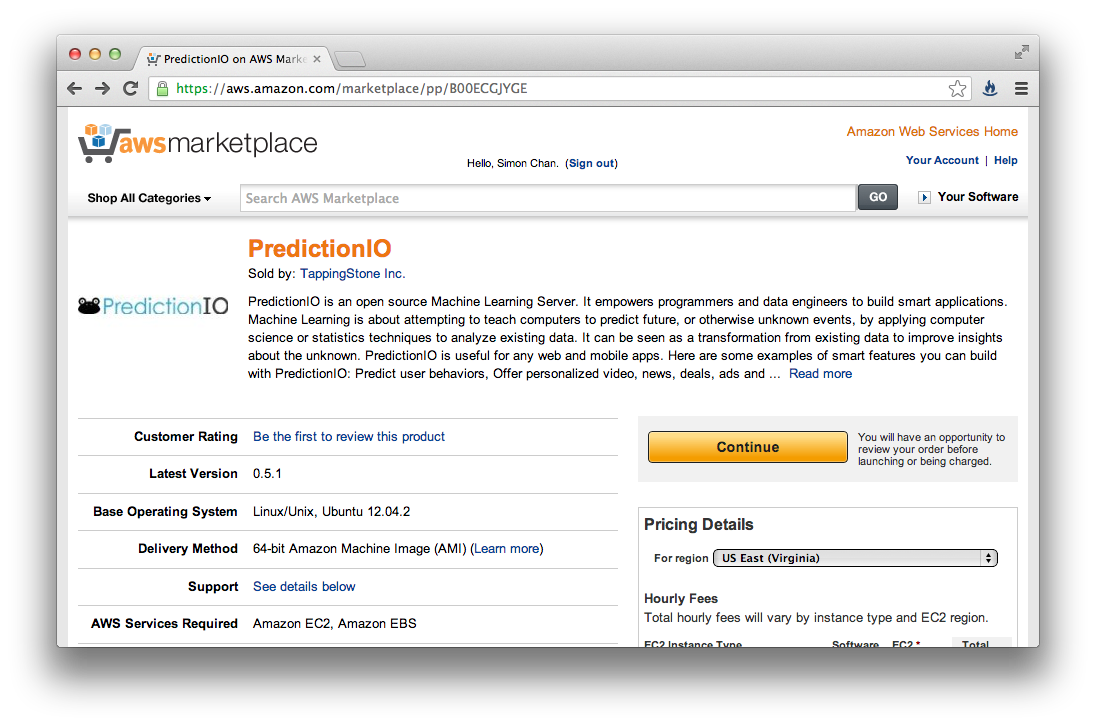 PredictionIO on AWS Marke
https://aws.amazon.com/marketplace/pp/B00ECGJYGE
awsmarketplace
Amazon Web Services Home
Hello, Simon Chan. (Sign out)
Your Account | Help
Shop All Categories
Search AWS Marketplace
GO
Your Software
PredictionIO
Sold by: TappingStone Inc.
PredictionIO
PredictionIO is an open source Machine Learning Server. It empowers programmers and data engineers to build smart applications.
Machine Learning is about attempting to teach computers to predict future, or otherwise unknown events, by applying computer
science or statistics techniques to analyze existing data. It can be seen as a transformation from existing data to improve insights
about the unknown. PredictionIO is useful for any web and mobile apps. Here are some examples of smart features you can build
with PredictionIO: Predict user behaviors, Offer personalized video, news, deals, ads and ... Read more
Customer Rating Be the first to review this product
Latest Version 0.5.1
Base Operating System Linux/Unix, Ubuntu 12.04.2
Delivery Method 64-bit Amazon Machine Image (AMI) (Learn more)
Support See details below
AWS Services Required Amazon EC2, Amazon EBS
Continue
You will have an opportunity to
review your order before
launching or being charged.
Pricing Details
For region US East (Virginia)
Hourly Fees
Total hourly fees will vary by instance type and EC2 region.
EC2 Instance Type Software EC2 * Total